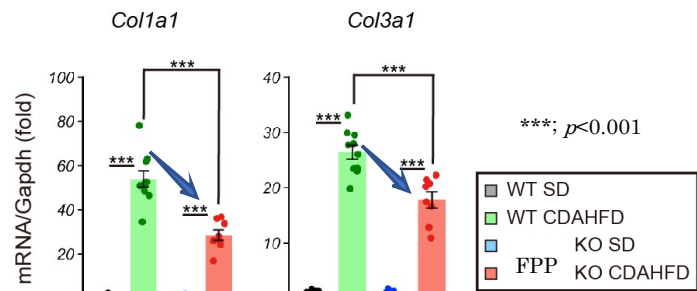 Col1a1
Col3a1
mRNA/Gapdh (fold)
100
80
60
40
20
***
***
***
40
30
20
10
***
***
***
***; p<0.001
WT SD
WT CDAHFD
KO SD
FPP KO CDAHFD